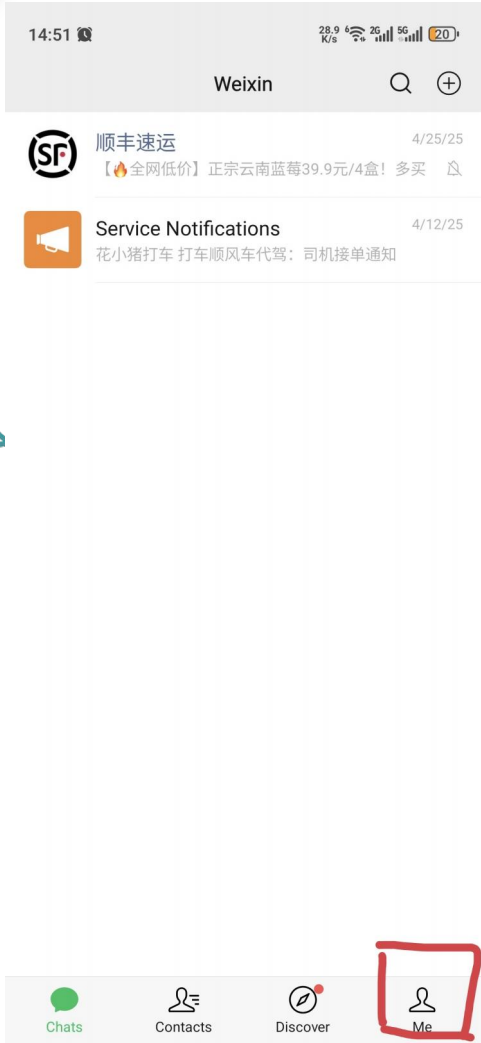 14:51
28.9 K/s 6 2G 5G 20
Weixin
SF
顺丰速运
4/25/25
【🔥全网低价】正宗云南蓝莓39.9元/4盒！多买
Service Notifications
4/12/25
花小猪打车 打车顺风车代驾：司机接单通知
Chats
Contacts
Discover
Me